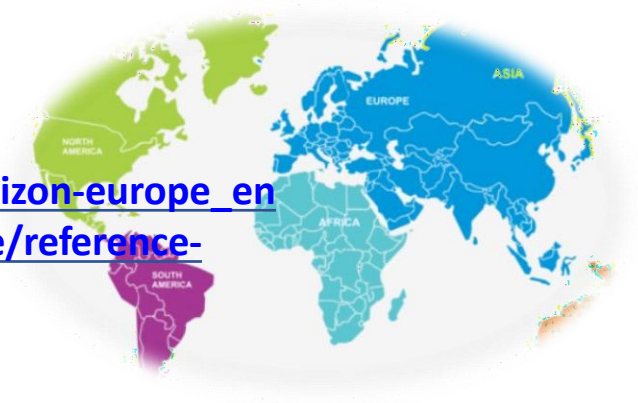 ASIA
EUROPE
NORTH
AMERICA
izon-europe_en
AFRICA
e/reference-
SOUTH
AMERICA